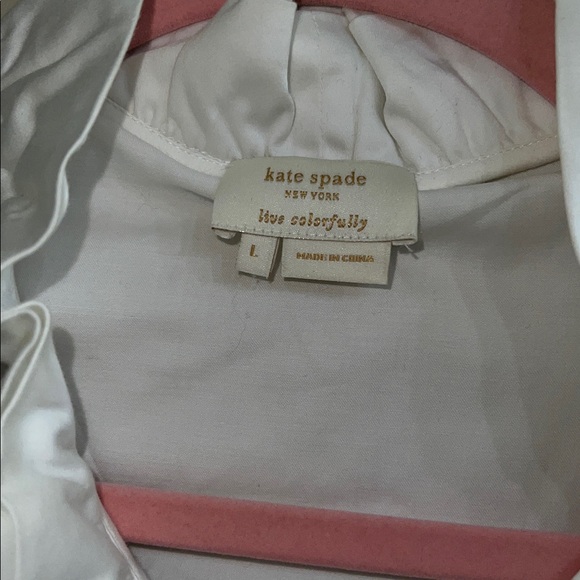 kate spade
NEW YORK
live colorfully
L
MADE IN CHINA